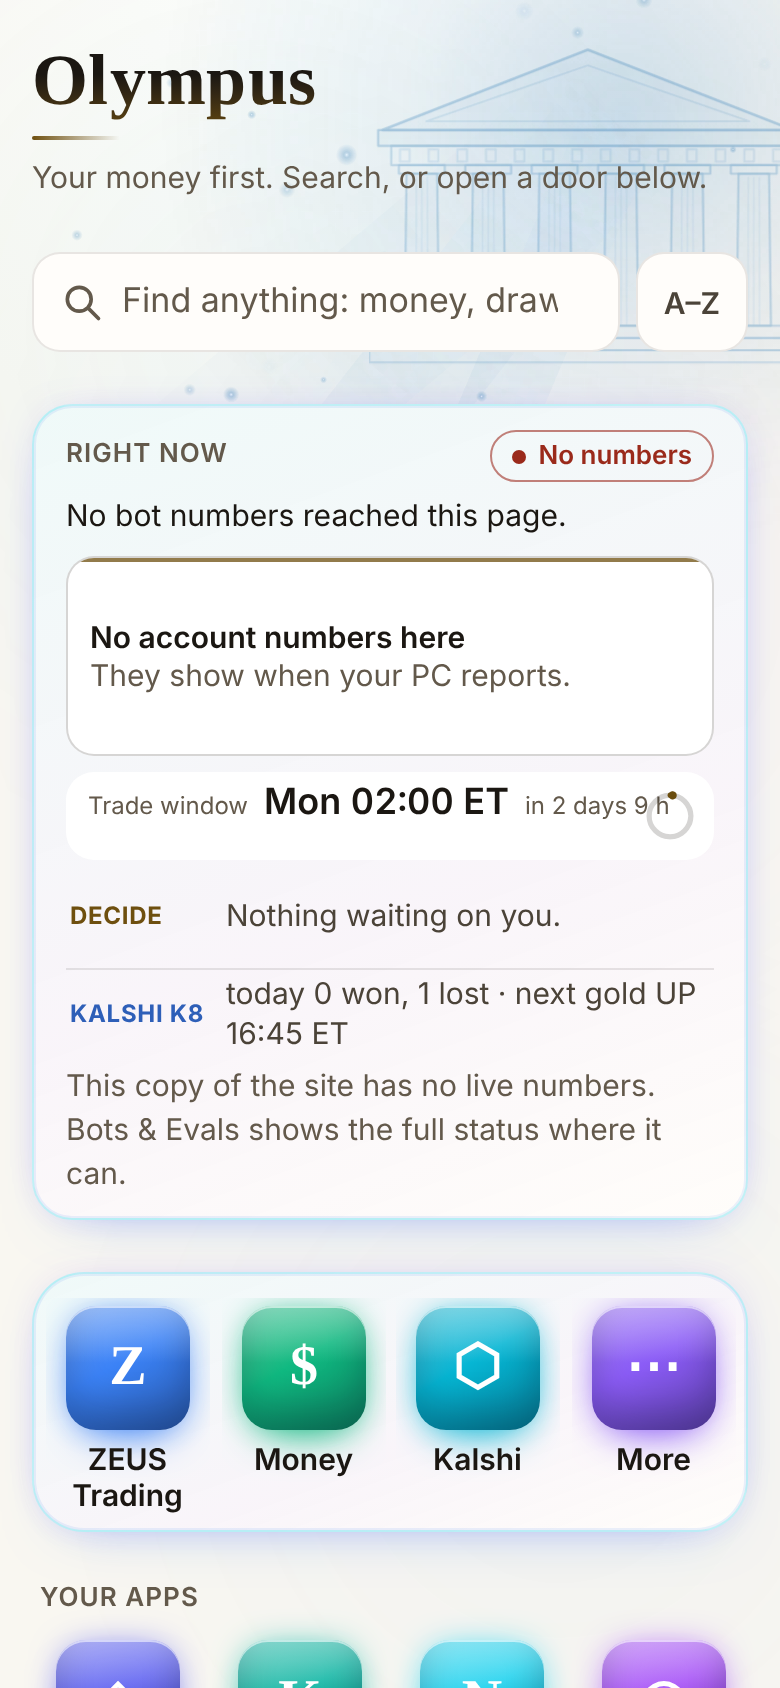 Olympus
Your money first. Search, or open a door below.
Find anything: money, draw
A–Z
RIGHT NOW
No numbers
No bot numbers reached this page.
No account numbers here
They show when your PC reports.
Trade window Mon 02:00 ET in 2 days 9 h
DECIDE
Nothing waiting on you.
KALSHI K8
today 0 won, 1 lost · next gold UP
16:45 ET
This copy of the site has no live numbers.
Bots & Evals shows the full status where it
can.
Z
$
ZEUS
Trading
Money
Kalshi
More
YOUR APPS